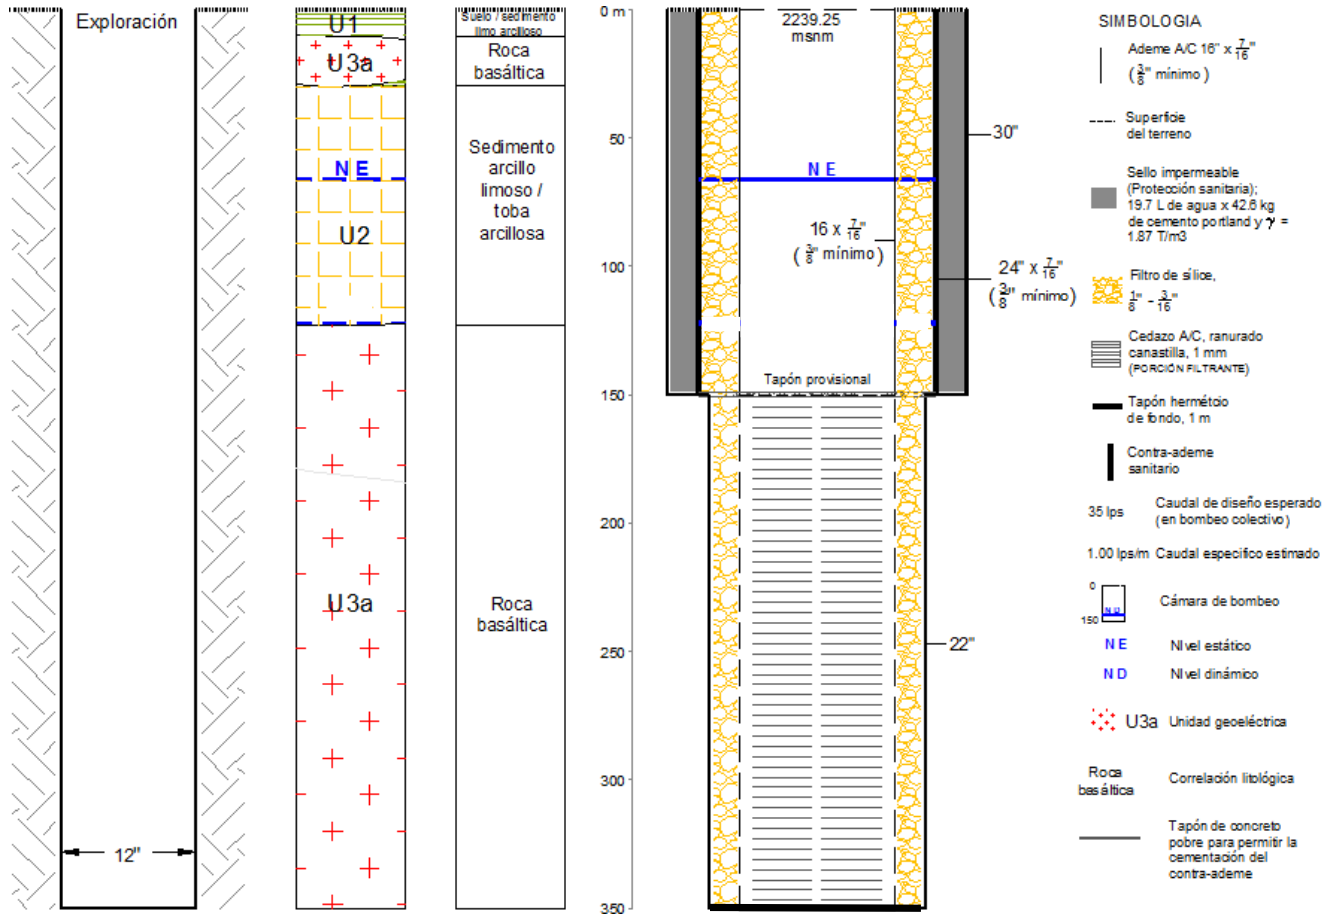 Exploración
12"
U1
U3a
N E
U2
U3a
Suelo / sedimento
limo arcilloso
Roca
basáltica
Sedimento
arcillo
limoso /
toba
arcillosa
Roca
basáltica
0 m
50
100
150
200
250
300
350
2239.25
msnm
N E
16 x 7/16"
( 3/8" mínimo )
Tapón provisional
30"
24" x 7/16"
( 3/8" mínimo )
22"
SIMBOLOGIA
Ademe A/C 16" x 7/16"
( 3/8" mínimo )
Superficie
del terreno
Sello impermeable
(Protección sanitaria);
19.7 L de agua x 42.6 kg
de cemento portland y γ =
1.87 T/m3
Filtro de sílice,
1/8" - 3/16"
Cedazo A/C, ranurado
canastilla, 1 mm
(PORCIÓN FILTRANTE)
Tapón hermétcio
de fondo, 1 m
Contra-ademe
sanitario
35 lps Caudal de diseño esperado
(en bombeo colectivo)
1.00 lps/m Caudal especifico estimado
0
N D
150
Cámara de bombeo
N E Nivel estático
N D Nivel dinámico
U3a Unidad geoeléctrica
Roca
basáltica
Correlación litológica
Tapón de concreto
pobre para permitir la
cementación del
contra-ademe